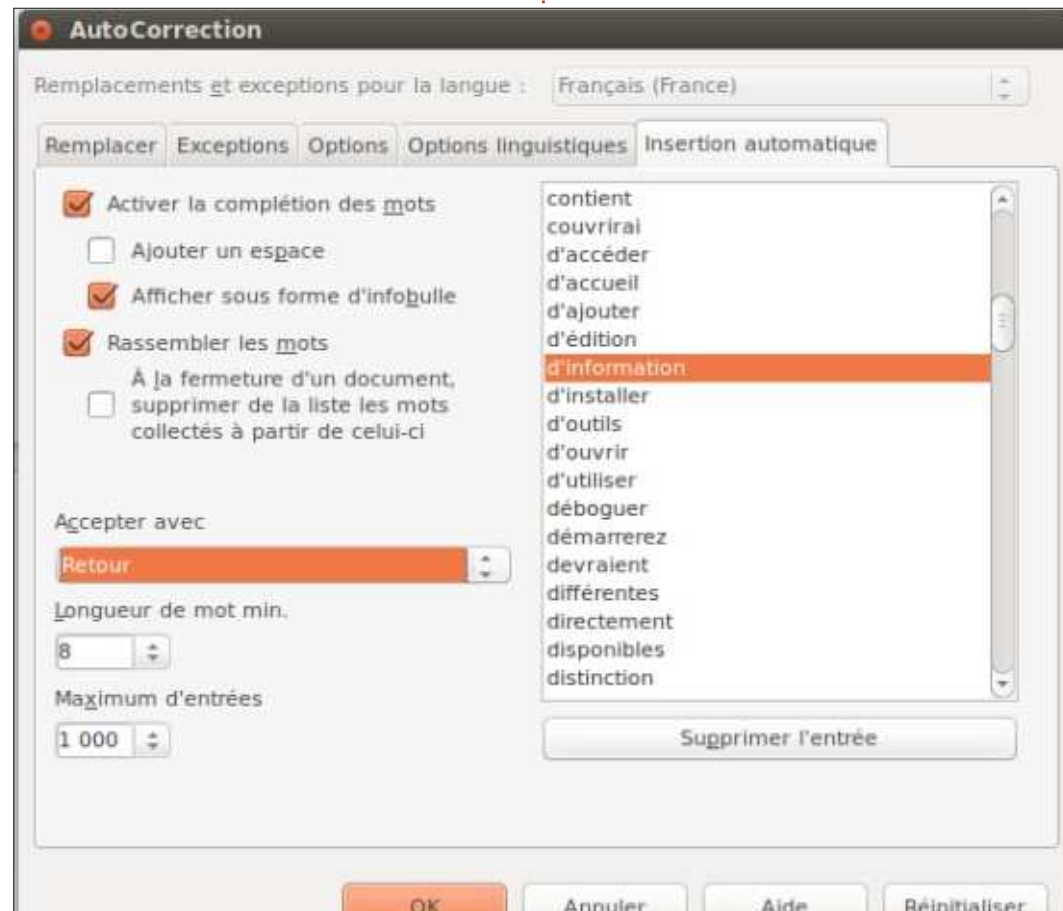 AutoCorrection
Remplacements et exceptions pour la langue : Français (France)
Remplacer Exceptions Options Options linguistiques Insertion automatique
Activer la complétion des mots
Ajouter un espace
Afficher sous forme d'infobulle
Rassembler les mots
À la fermeture d'un document,
supprimer de la liste les mots
collectés à partir de celui-ci
Accepter avec
Retour
Longueur de mot min.
8
Maximum d'entrées
1 000
contient
couvrirai
d'accéder
d'accueil
d'ajouter
d'édition
d'information
d'installer
d'outils
d'ouvrir
d'utiliser
déboguer
démarrerez
devraient
différentes
directement
disponibles
distinction
Supprimer l'entrée
OK Annuler Aide Réinitialiser